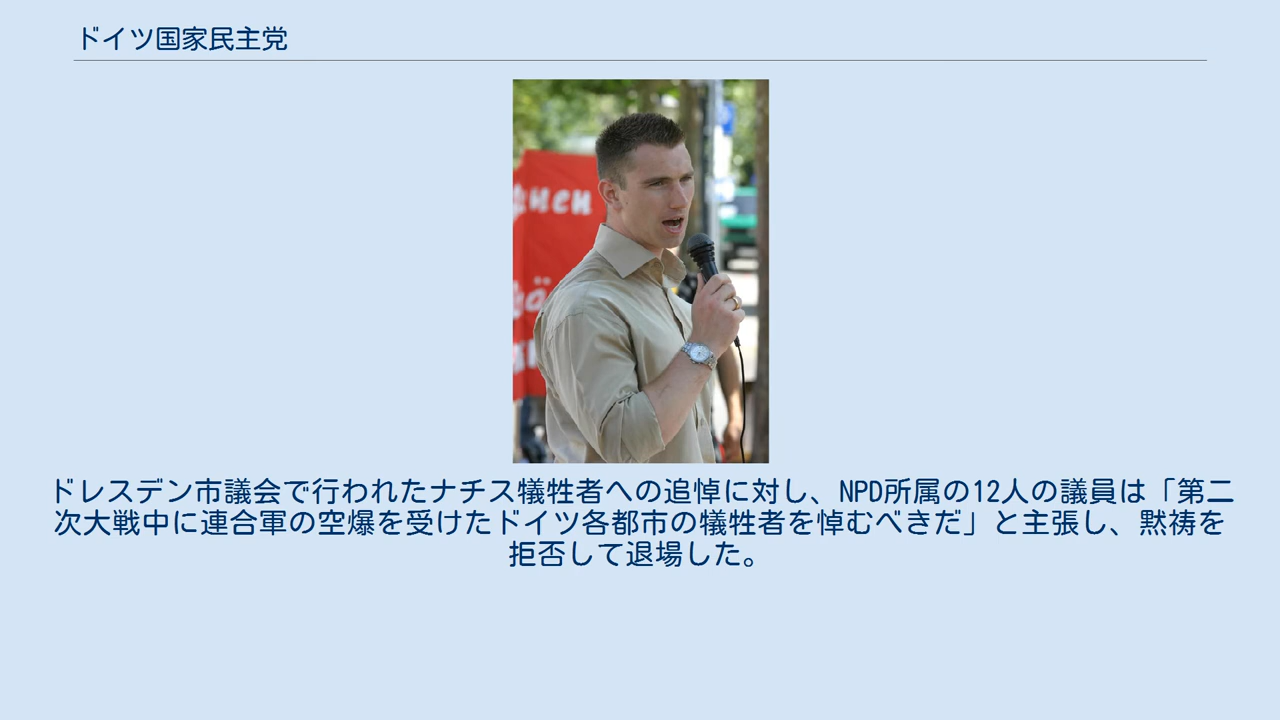 ドイツ国家民主党
ドレスデン市議会で行われたナチス犠牲者への追悼に対し、NPD所属の12人の議員は「第二
次大戦中に連合軍の空爆を受けたドイツ各都市の犠牲者を悼むべきだ」と主張し、黙祷を
拒否して退場した。